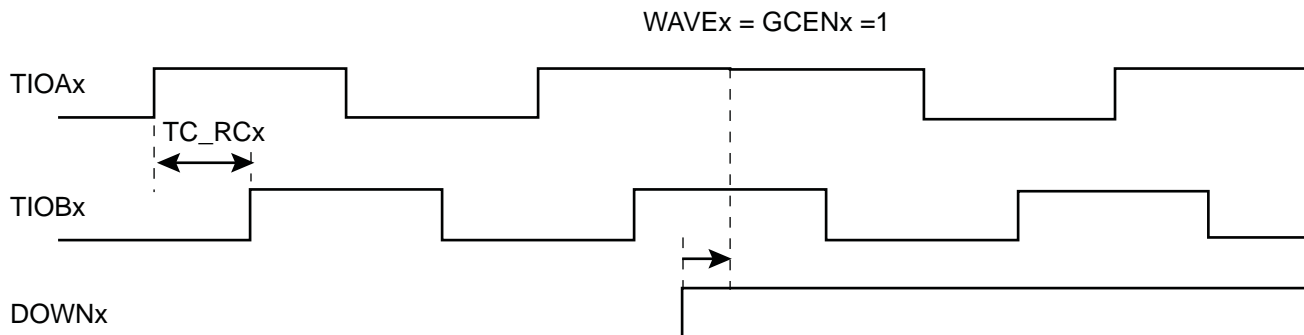 WAVEx = GCENx =1
TIOAx
TC_RCx
TIOBx
DOWNx